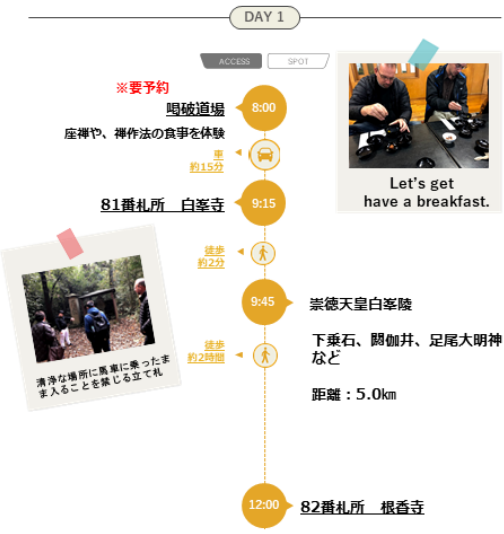 DAY 1
ACCESS
SPOT
※要予約
喝破道場
8:00
座禅や、禅作法の食事を体験
車
約15分
Let's get
have a breakfast.
81番札所　白峯寺
9:15
徒歩
約2分
9:45
崇徳天皇白峯陵
下乗石、閼伽井、足尾大明神
など
距離：5.0㎞
清浄な場所に馬車に乗ったま
ま入ることを禁じる立て札
徒歩
約2時間
12:00
82番札所　根香寺